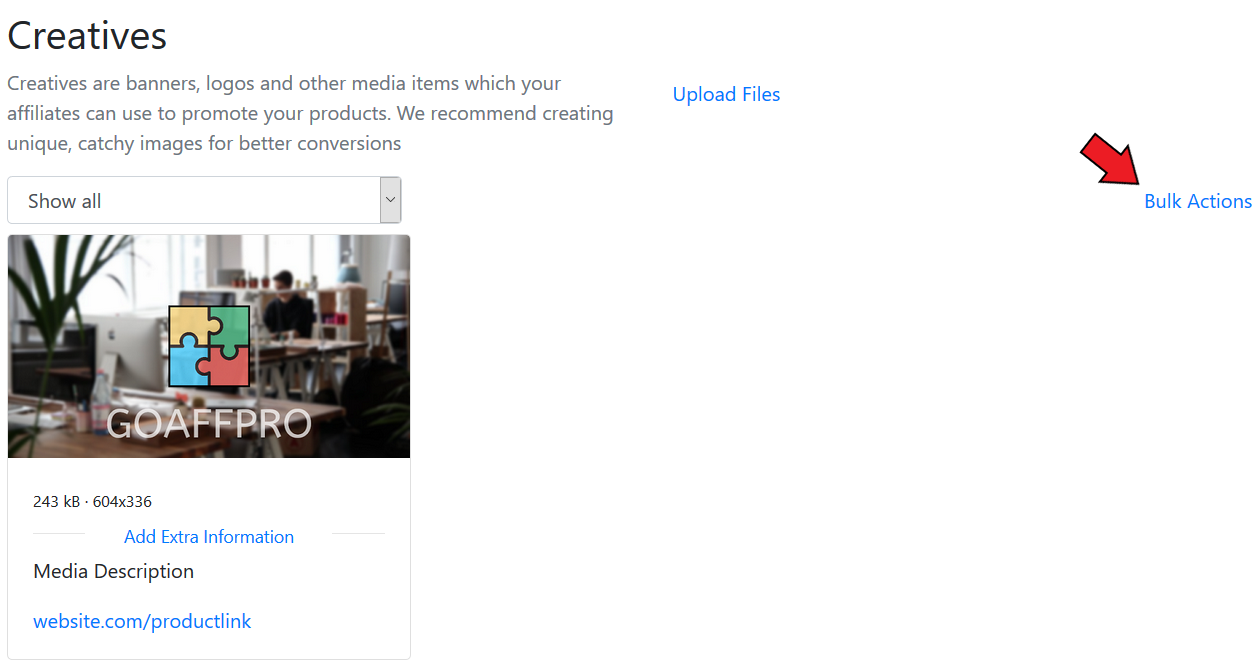 Creatives
Creatives are banners, logos and other media items which your
affiliates can use to promote your products. We recommend creating
unique, catchy images for better conversions
Upload Files
Show all
Bulk Actions
GOAFFPRO
243 kB · 604x336
Add Extra Information
Media Description
website.com/productlink